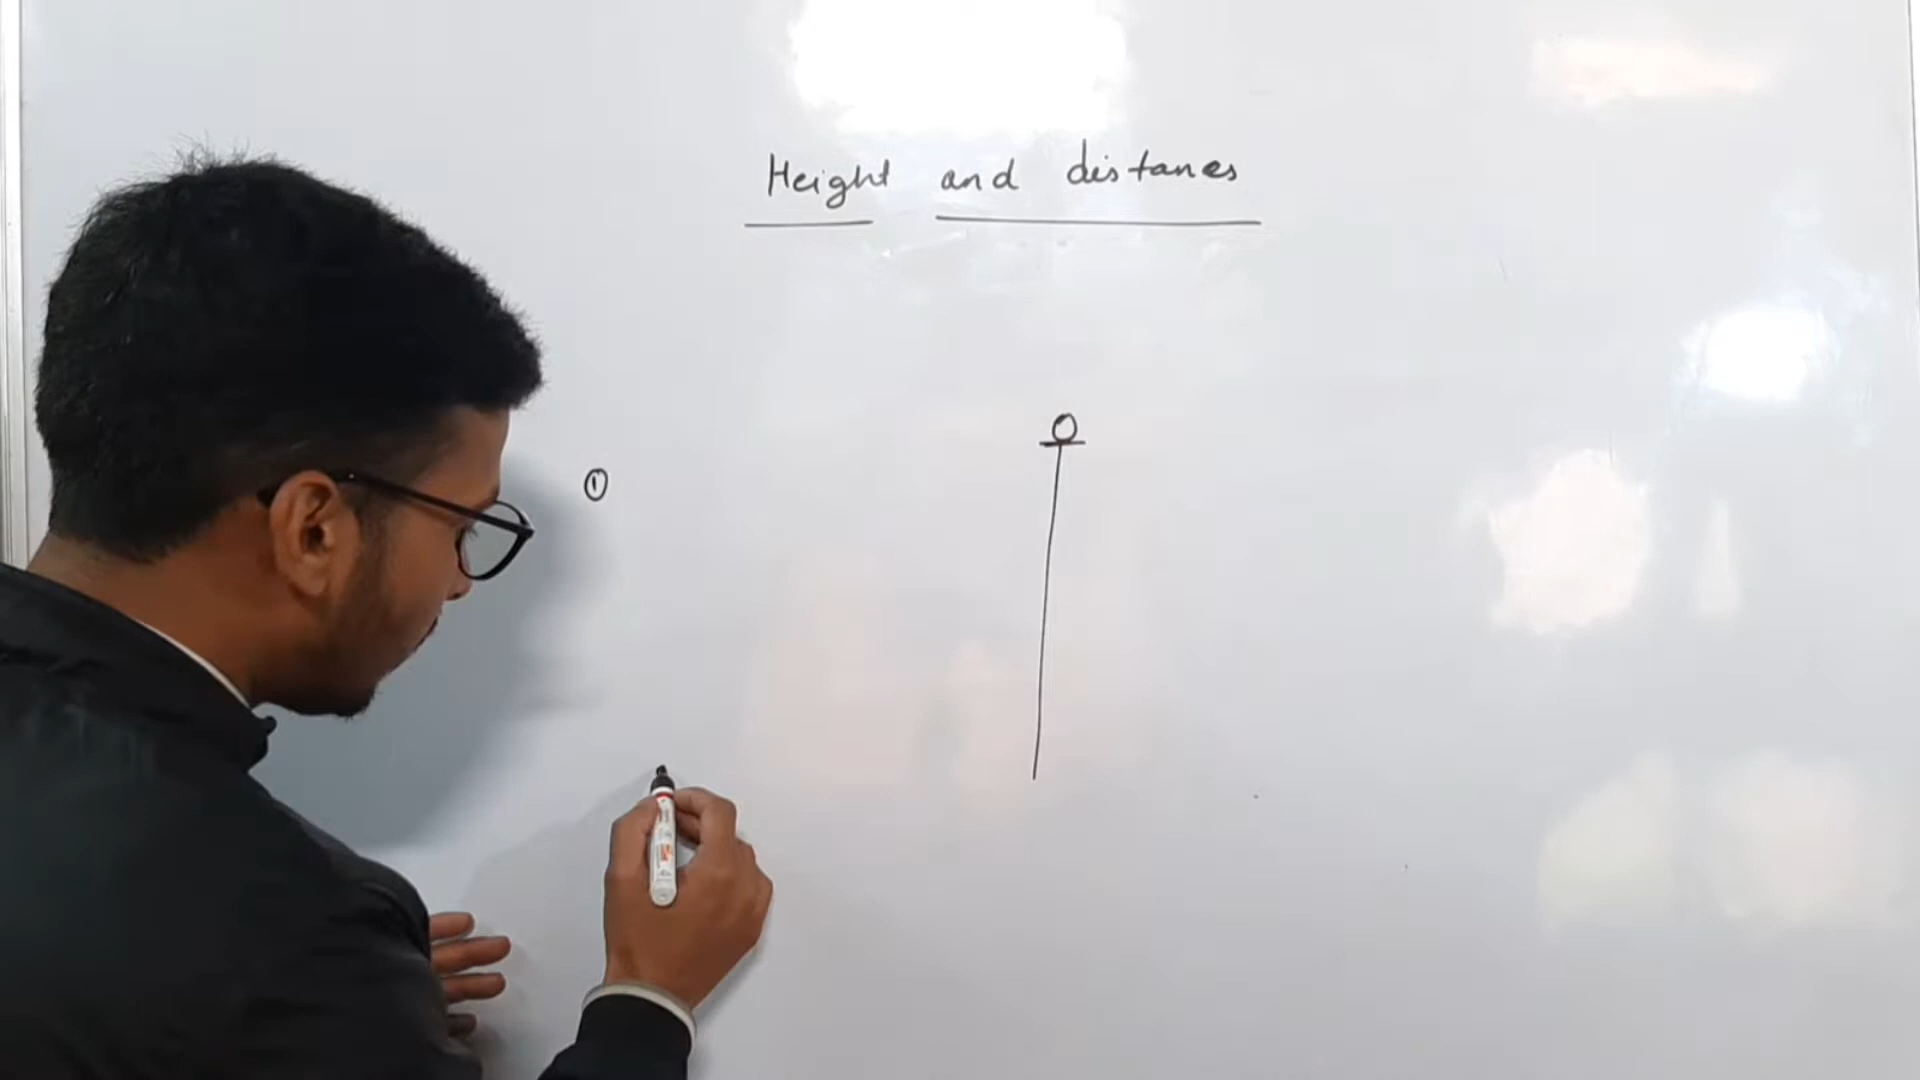 Height and distanes
①